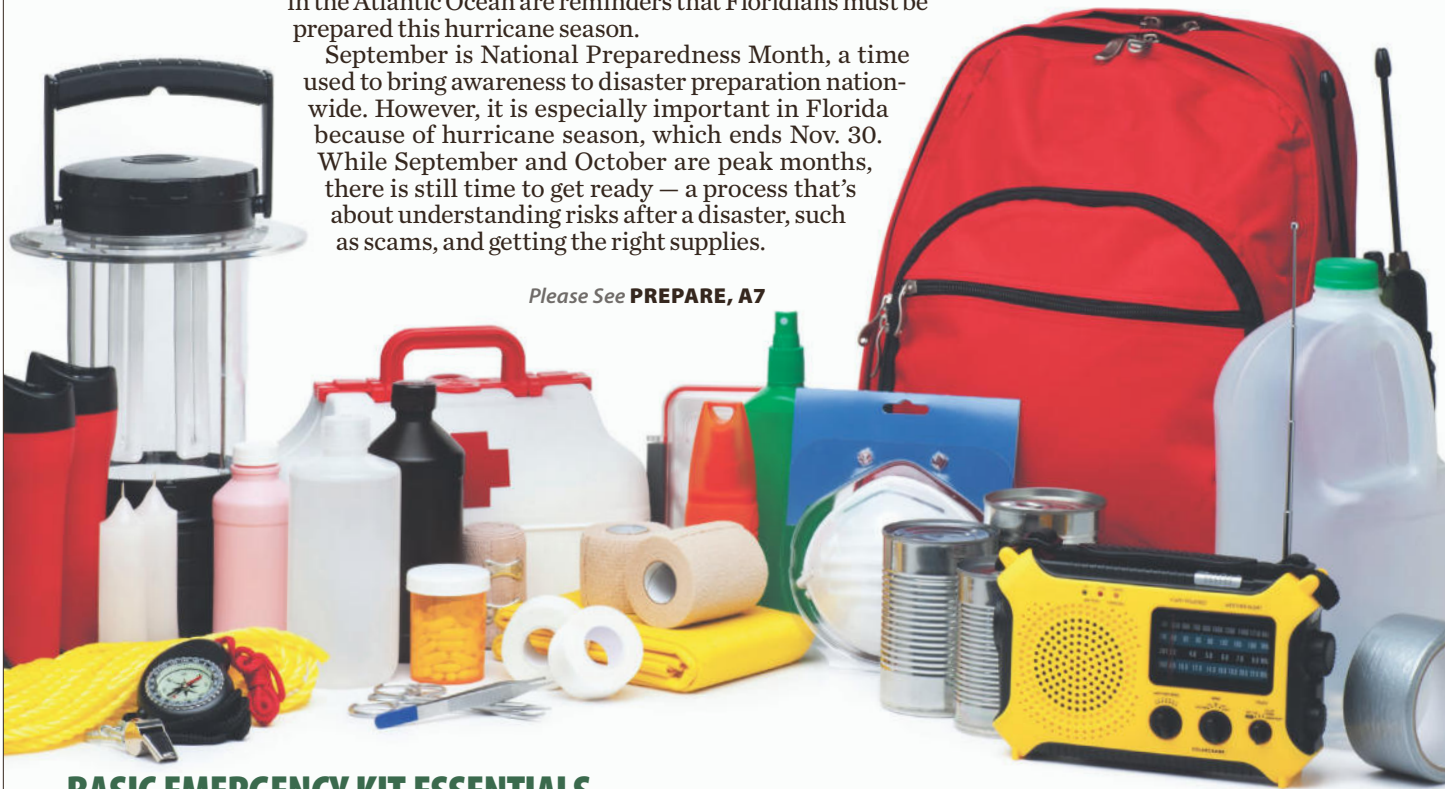 in the Atlantic Ocean are reminders that Floridians must be
prepared this hurricane season.
September is National Preparedness Month, a time
used to bring awareness to disaster preparation nation-
wide. However, it is especially important in Florida
because of hurricane season, which ends Nov. 30.
While September and October are peak months,
there is still time to get ready — a process that's
about understanding risks after a disaster, such
as scams, and getting the right supplies.
Please See PREPARE, A7
BASIC EMERGENCY KIT ESSENTIALS